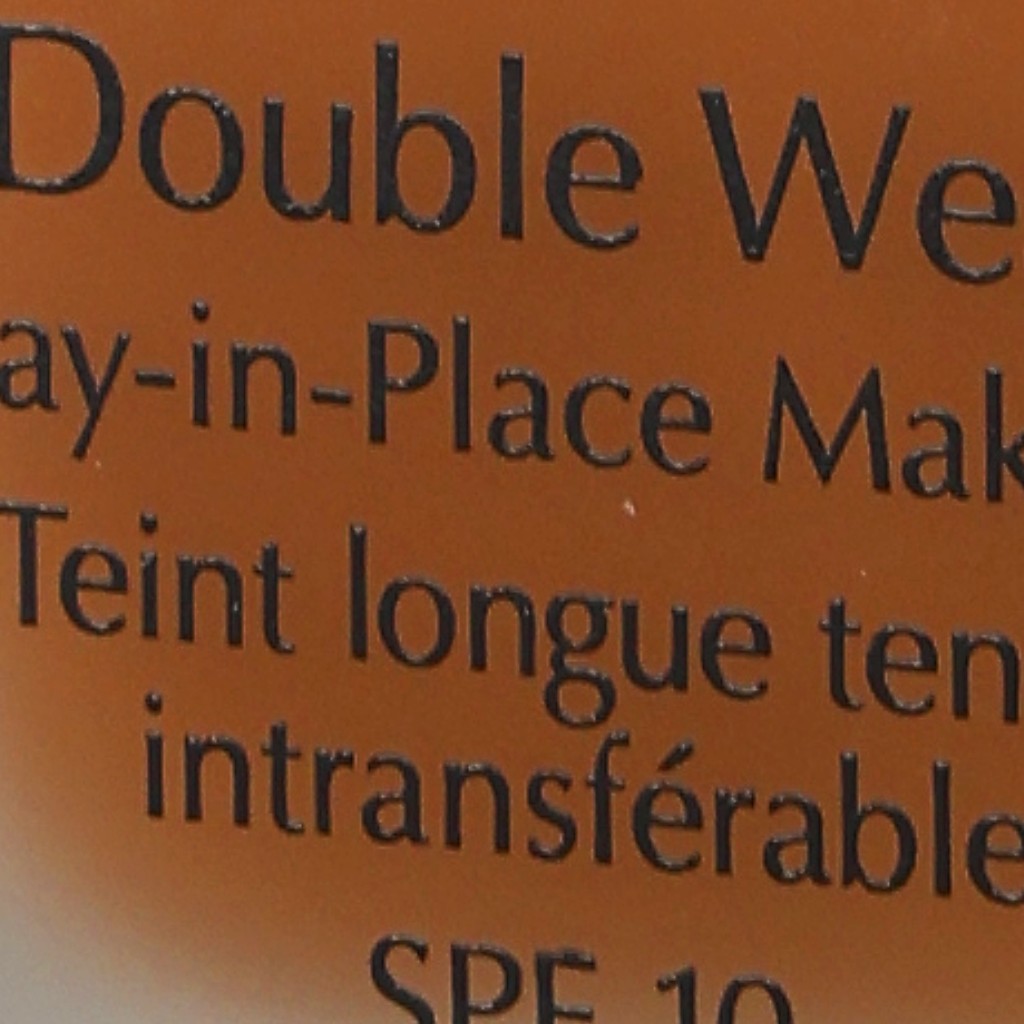 Double We
ay-in-Place Mak
Teint longue ten
intransférable
SPF 10